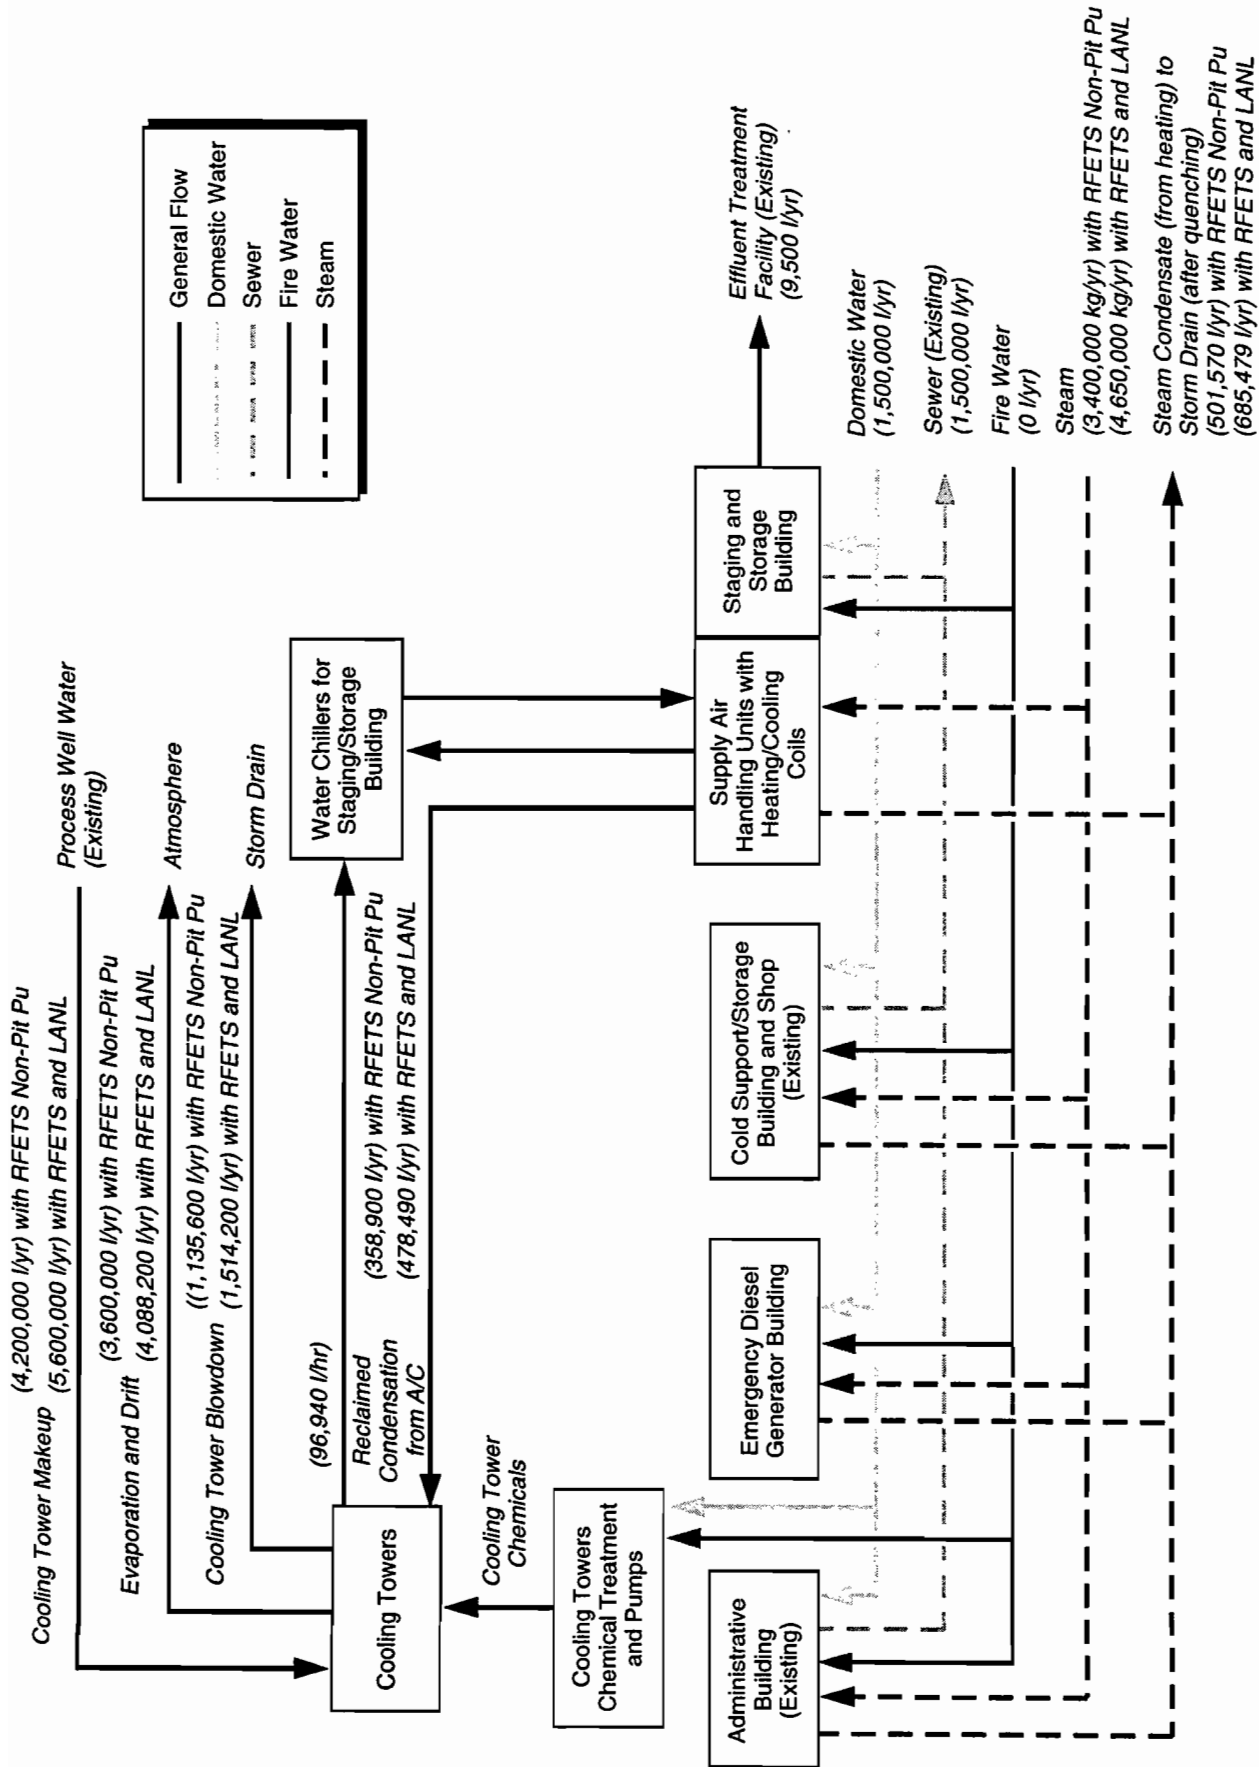 Cooling Tower Makeup
(4,200,000 l/yr) with RFETS Non-Pit Pu
(5,600,000 l/yr) with RFETS and LANL
Process Well Water
(Existing)
Evaporation and Drift
(3,600,000 l/yr) with RFETS Non-Pit Pu
(4,088,200 l/yr) with RFETS and LANL
Atmosphere
Cooling Tower Blowdown
((1,135,600 l/yr) with RFETS Non-Pit Pu
(1,514,200 l/yr) with RFETS and LANL
Storm Drain
General Flow
Domestic Water
Sewer
Fire Water
Steam
Cooling Towers
(96,940 l/hr)
Water Chillers for
Staging/Storage
Building
Reclaimed
Condensation
from A/C
(358,900 l/yr) with RFETS Non-Pit Pu
(478,490 l/yr) with RFETS and LANL
Cooling Tower
Chemicals
Cooling Towers
Chemical Treatment
and Pumps
Administrative
Building
(Existing)
Emergency Diesel
Generator Building
Cold Support/Storage
Building and Shop
(Existing)
Supply Air
Handling Units with
Heating/Cooling
Coils
Staging and
Storage
Building
Effluent Treatment
Facility (Existing)
(9,500 l/yr)
Domestic Water
(1,500,000 l/yr)
Sewer (Existing)
(1,500,000 l/yr)
Fire Water
(0 l/yr)
Steam
(3,400,000 kg/yr) with RFETS Non-Pit Pu
(4,650,000 kg/yr) with RFETS and LANL
Steam Condensate (from heating) to
Storm Drain (after quenching)
(501,570 l/yr) with RFETS Non-Pit Pu
(685,479 l/yr) with RFETS and LANL